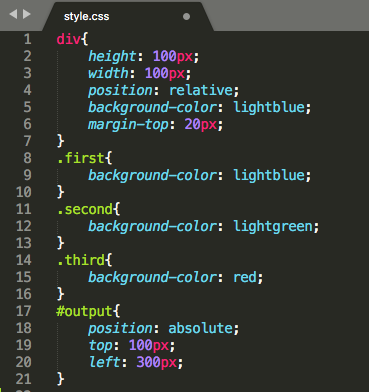 style.css
1 div{
2 height: 100px;
3 width: 100px;
4 position: relative;
5 background-color: lightblue;
6 margin-top: 20px;
7 }
8 .first{
9 background-color: lightblue;
10 }
11 .second{
12 background-color: lightgreen;
13 }
14 .third{
15 background-color: red;
16 }
17 #output{
18 position: absolute;
19 top: 100px;
20 left: 300px;
21 }